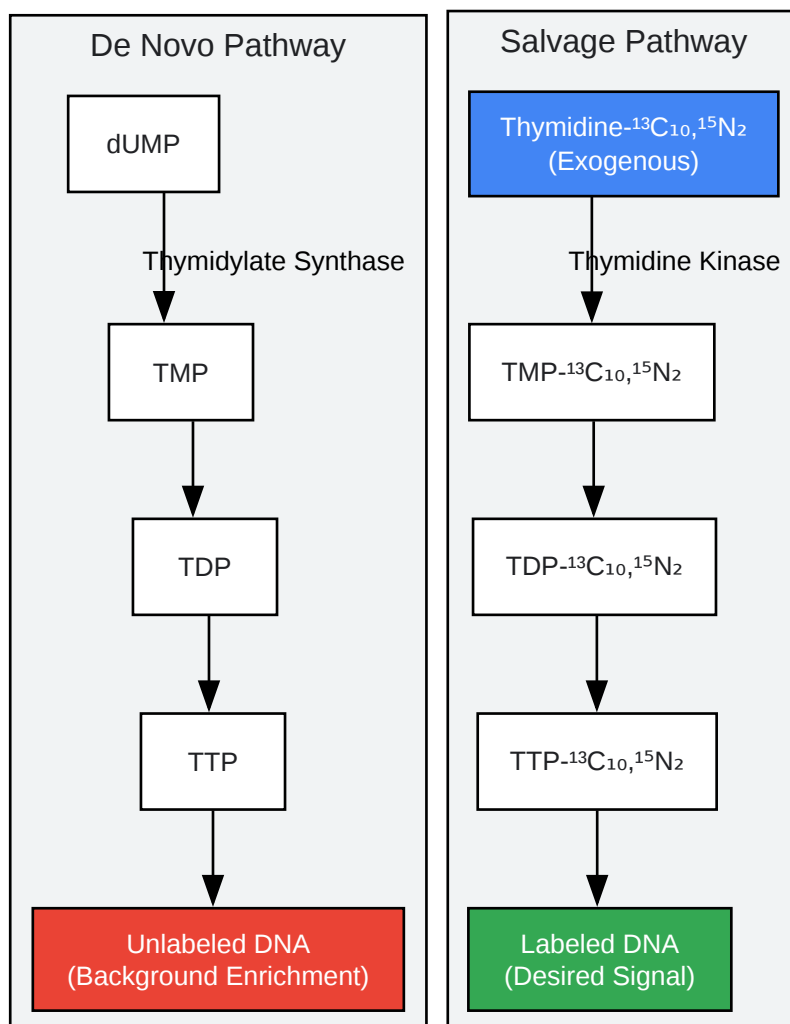 De Novo Pathway
dUMP
Thymidylate Synthase
TMP
TDP
TTP
Unlabeled DNA
(Background Enrichment)
Salvage Pathway
Thymidine-¹³C₁₀,¹⁵N₂
(Exogenous)
Thymidine Kinase
TMP-¹³C₁₀,¹⁵N₂
TDP-¹³C₁₀,¹⁵N₂
TTP-¹³C₁₀,¹⁵N₂
Labeled DNA
(Desired Signal)